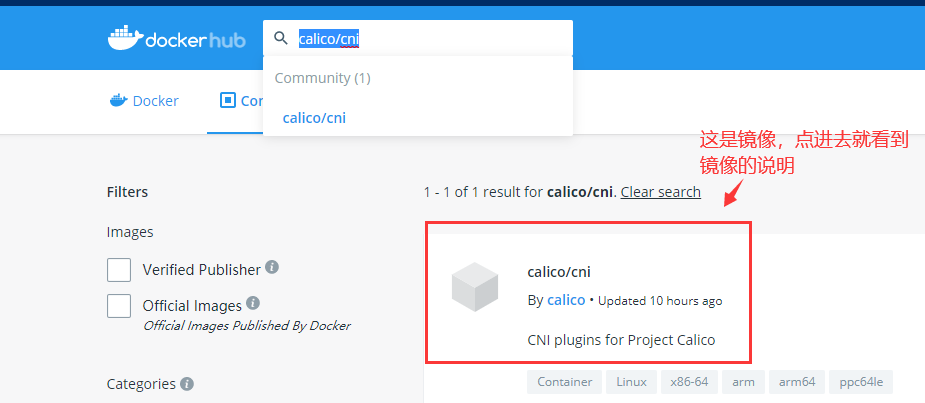 dockerhub
calico/cni
Community (1)
calico/cni
Docker
Con
这是镜像，点进去就看到
镜像的说明
Filters
1 - 1 of 1 result for calico/cni. Clear search
Images
Verified Publisher
Official Images
Official Images Published By Docker
calico/cni
By calico • Updated 10 hours ago
CNI plugins for Project Calico
Categories
Container Linux x86-64 arm arm64 ppc64le